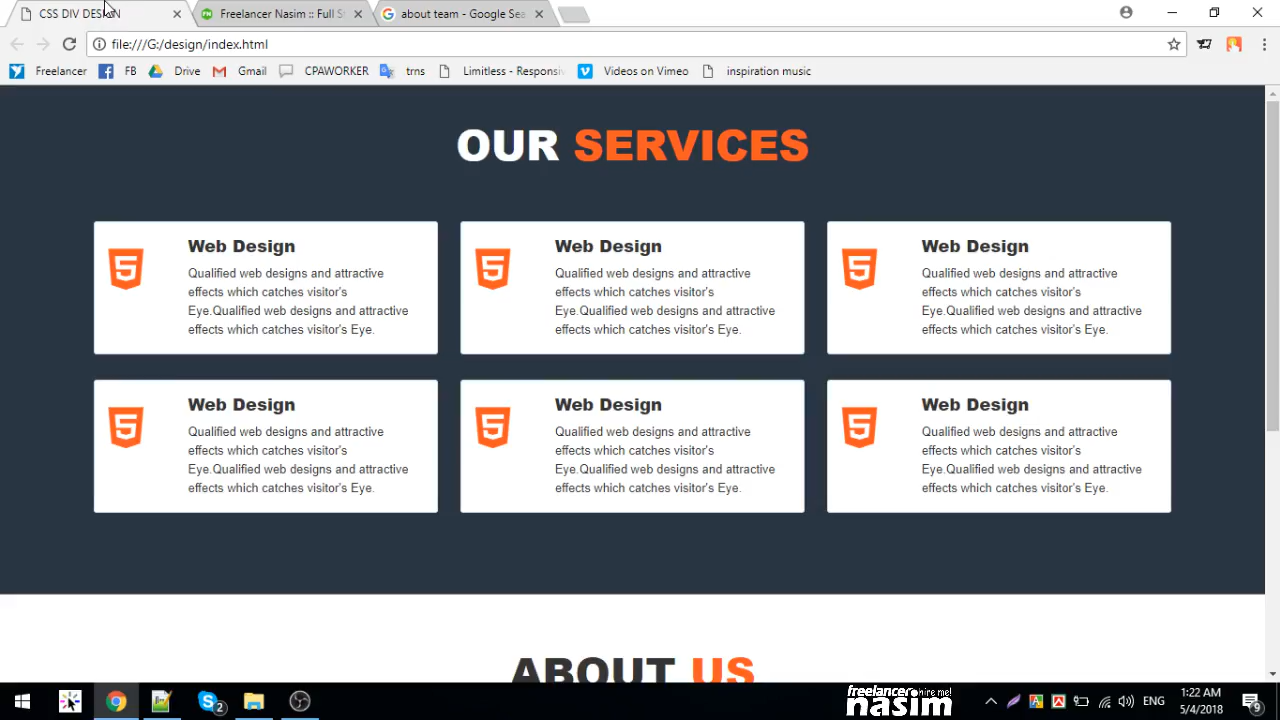 CSS DIV DESIGN
Freelancer Nasim :: Full St
about team - Google Sea
file:///G:/design/index.html
Freelancer FB Drive Gmail CPAWORKER trns Limitless - Responsiv Videos on Vimeo inspiration music
OUR SERVICES
Web Design
Qualified web designs and attractive
effects which catches visitor's
Eye.Qualified web designs and attractive
effects which catches visitor's Eye.
Web Design
Qualified web designs and attractive
effects which catches visitor's
Eye.Qualified web designs and attractive
effects which catches visitor's Eye.
Web Design
Qualified web designs and attractive
effects which catches visitor's
Eye.Qualified web designs and attractive
effects which catches visitor's Eye.
Web Design
Qualified web designs and attractive
effects which catches visitor's
Eye.Qualified web designs and attractive
effects which catches visitor's Eye.
Web Design
Qualified web designs and attractive
effects which catches visitor's
Eye.Qualified web designs and attractive
effects which catches visitor's Eye.
Web Design
Qualified web designs and attractive
effects which catches visitor's
Eye.Qualified web designs and attractive
effects which catches visitor's Eye.
ABOUT US
freelancer hire me!
nasim
ENG
1:22 AM
5/4/2018